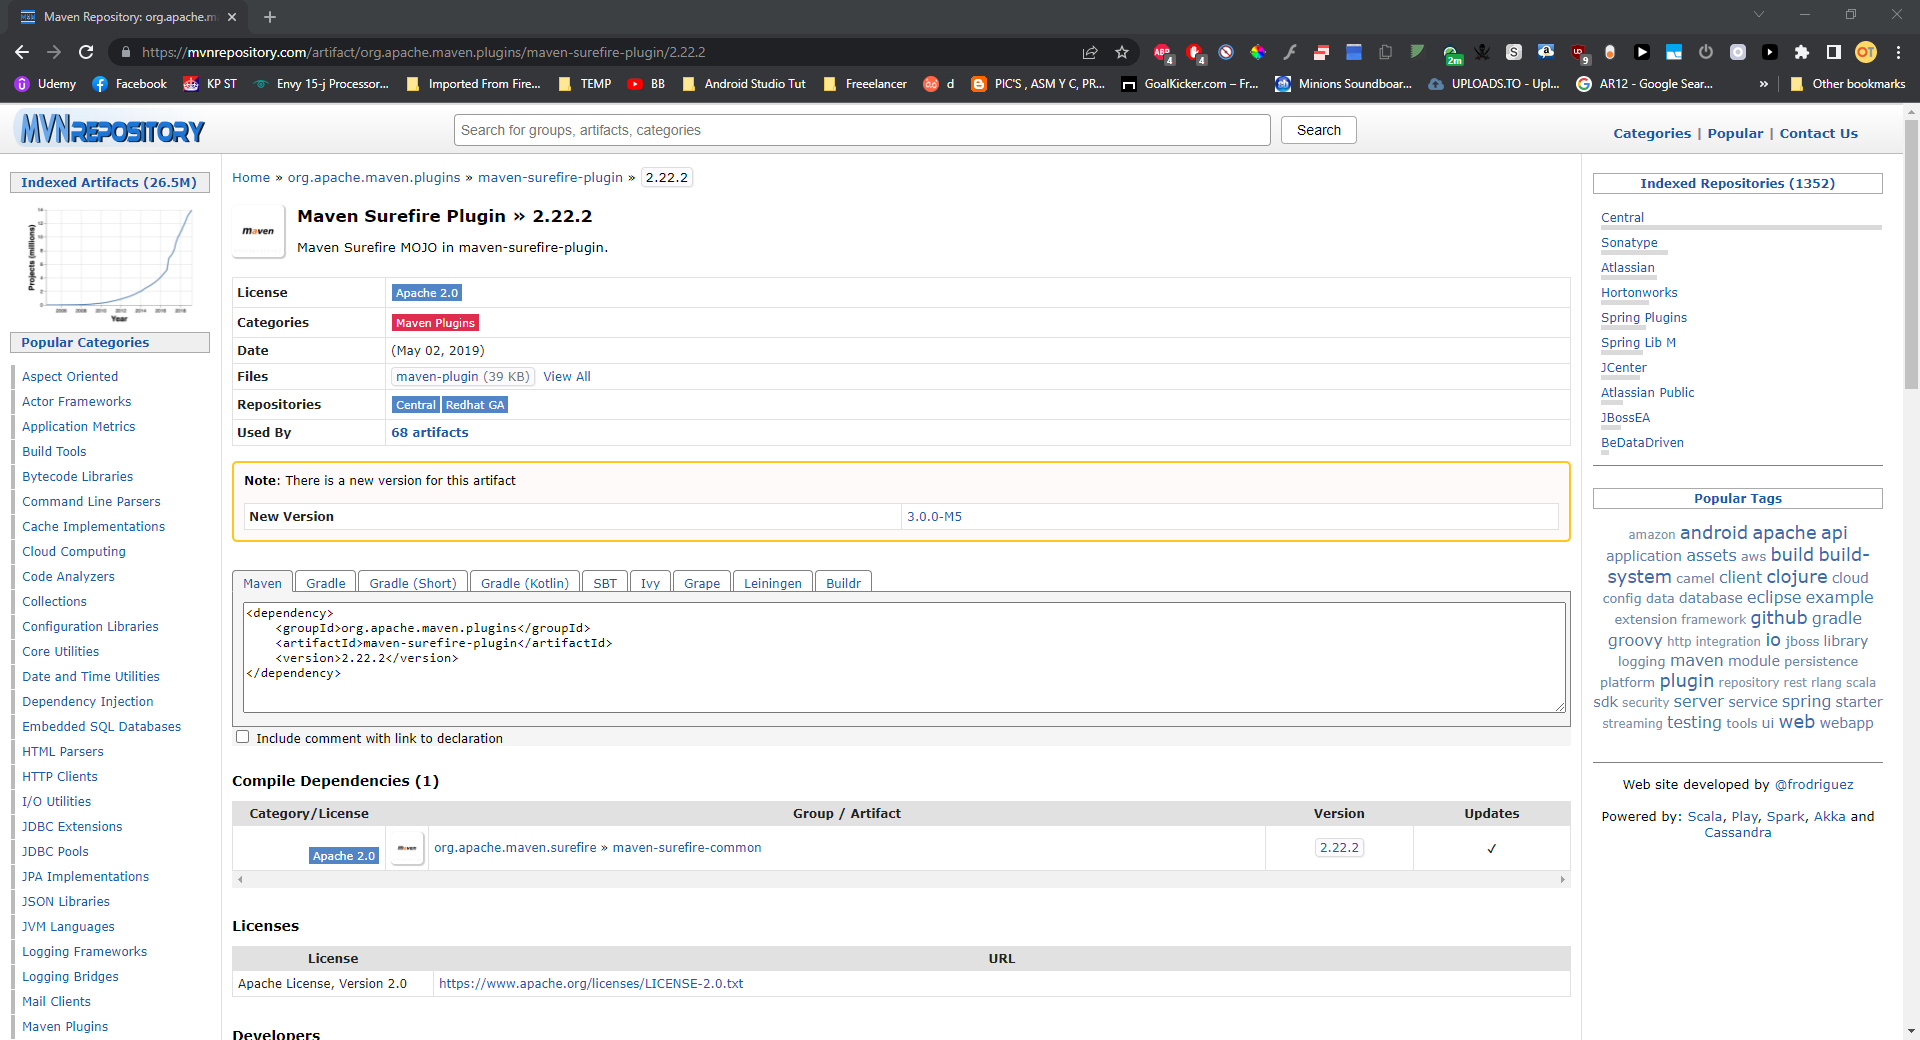 Maven Repository: org.apache.m
https://mvnrepository.com/artifact/org.apache.maven.plugins/maven-surefire-plugin/2.22.2
Udemy
Facebook
KP ST
Envy 15-j Processor...
Imported From Fire...
TEMP
BB
Android Studio Tut
Freeelancer
d
PIC'S , ASM Y C, PR...
GoalKicker.com – Fr...
Minions Soundboar...
UPLOADS.TO - Upl...
AR12 - Google Sear...
»
Other bookmarks
MVNREPOSITORY
Search for groups, artifacts, categories
Search
Categories | Popular | Contact Us
Indexed Artifacts (26.5M)
Projects (millions)
Year
Popular Categories
Aspect Oriented
Actor Frameworks
Application Metrics
Build Tools
Bytecode Libraries
Command Line Parsers
Cache Implementations
Cloud Computing
Code Analyzers
Collections
Configuration Libraries
Core Utilities
Date and Time Utilities
Dependency Injection
Embedded SQL Databases
HTML Parsers
HTTP Clients
I/O Utilities
JDBC Extensions
JDBC Pools
JPA Implementations
JSON Libraries
JVM Languages
Logging Frameworks
Logging Bridges
Mail Clients
Maven Plugins
Home » org.apache.maven.plugins » maven-surefire-plugin » 2.22.2
maven
Maven Surefire Plugin » 2.22.2
Maven Surefire MOJO in maven-surefire-plugin.
License Apache 2.0
Categories Maven Plugins
Date (May 02, 2019)
Files maven-plugin (39 KB) View All
Repositories Central Redhat GA
Used By 68 artifacts
Note: There is a new version for this artifact
New Version 3.0.0-M5
Maven Gradle Gradle (Short) Gradle (Kotlin) SBT Ivy Grape Leiningen Buildr
<dependency>
    <groupId>org.apache.maven.plugins</groupId>
    <artifactId>maven-surefire-plugin</artifactId>
    <version>2.22.2</version>
</dependency>
Include comment with link to declaration
Compile Dependencies (1)
Category/License Group / Artifact Version Updates
Apache 2.0 maven org.apache.maven.surefire » maven-surefire-common 2.22.2 ✓
Licenses
License URL
Apache License, Version 2.0 https://www.apache.org/licenses/LICENSE-2.0.txt
Developers
Indexed Repositories (1352)
Central
Sonatype
Atlassian
Hortonworks
Spring Plugins
Spring Lib M
JCenter
Atlassian Public
JBossEA
BeDataDriven
Popular Tags
amazon android apache api
application assets aws build build-
system camel client clojure cloud
config data database eclipse example
extension framework github gradle
groovy http integration io jboss library
logging maven module persistence
platform plugin repository rest rlang scala
sdk security server service spring starter
streaming testing tools ui web webapp
Web site developed by @frodriguez
Powered by: Scala, Play, Spark, Akka and
Cassandra